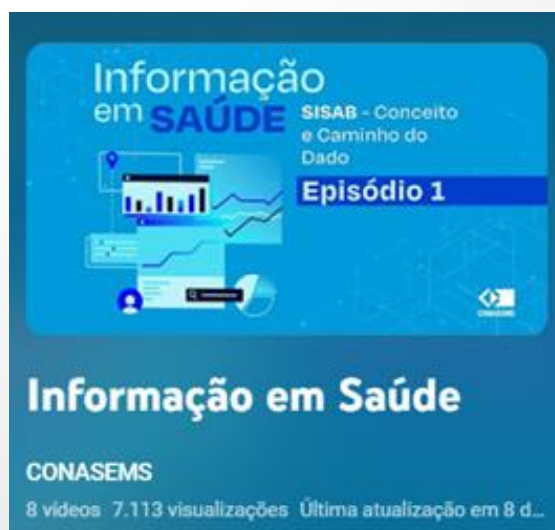 Informação
em SAÚDE
SISAB - Conceito
e Caminho do
Dado
Episódio 1
CONASEMS
Informação em Saúde
CONASEMS
8 vídeos 7.113 visualizações Última atualização em 8 d...